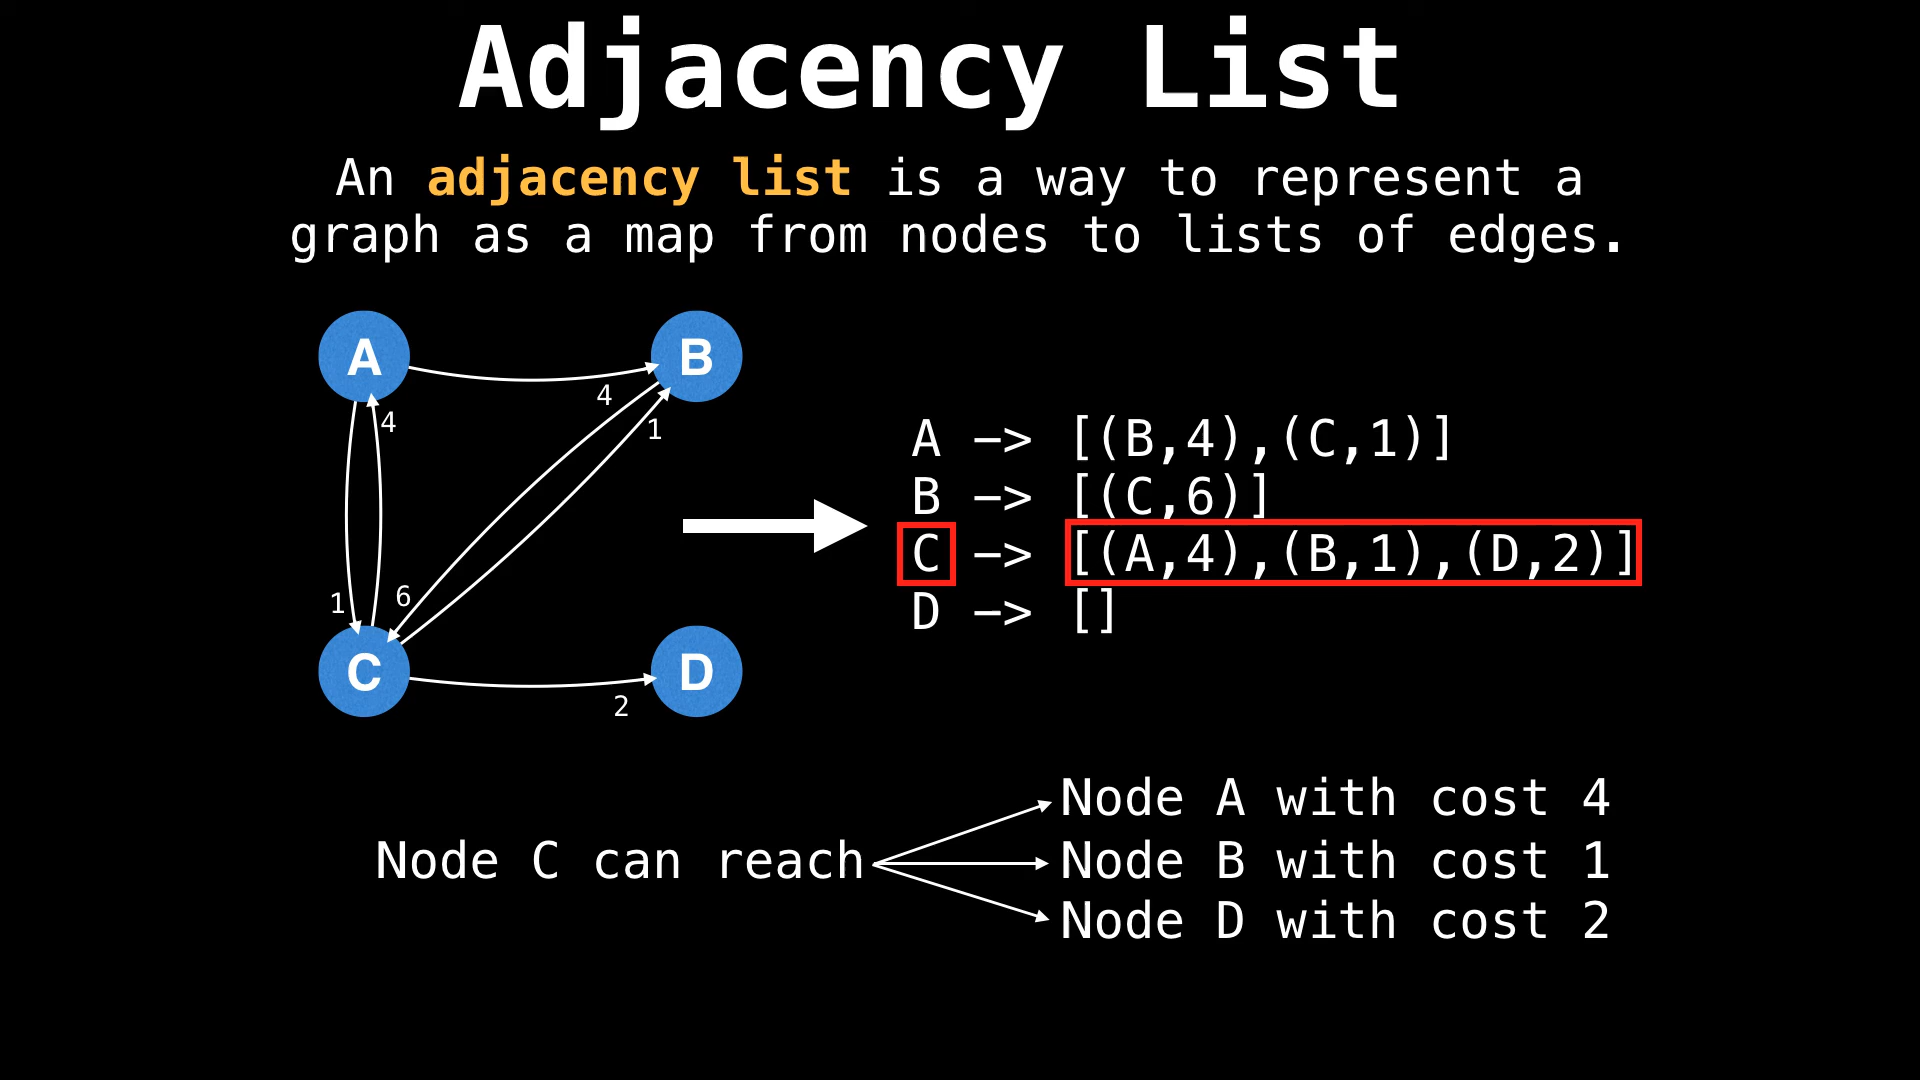 Adjacency List
An adjacency list is a way to represent a
graph as a map from nodes to lists of edges.
A
B
4
4
1
1
6
C
D
2
A -> [(B,4),(C,1)]
B -> [(C,6)]
C -> [(A,4),(B,1),(D,2)]
D -> []
Node C can reach
Node A with cost 4
Node B with cost 1
Node D with cost 2